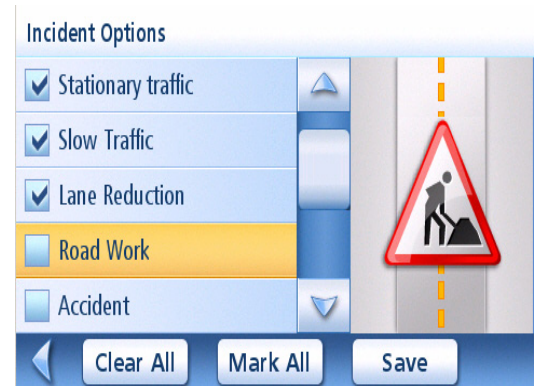 Incident Options
Stationary traffic
Slow Traffic
Lane Reduction
Road Work
Accident
Clear All Mark All Save